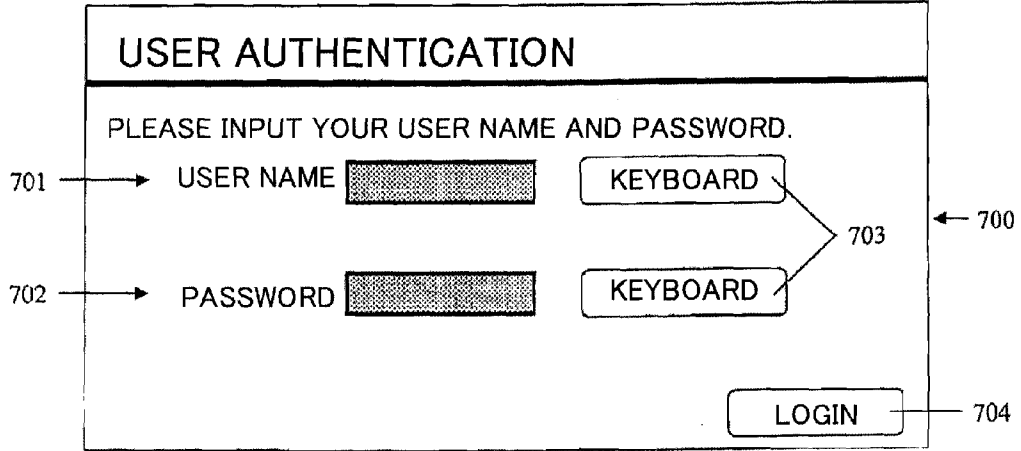 USER AUTHENTICATION
PLEASE INPUT YOUR USER NAME AND PASSWORD.
701 USER NAME KEYBOARD
703 700
702 PASSWORD KEYBOARD
LOGIN 704